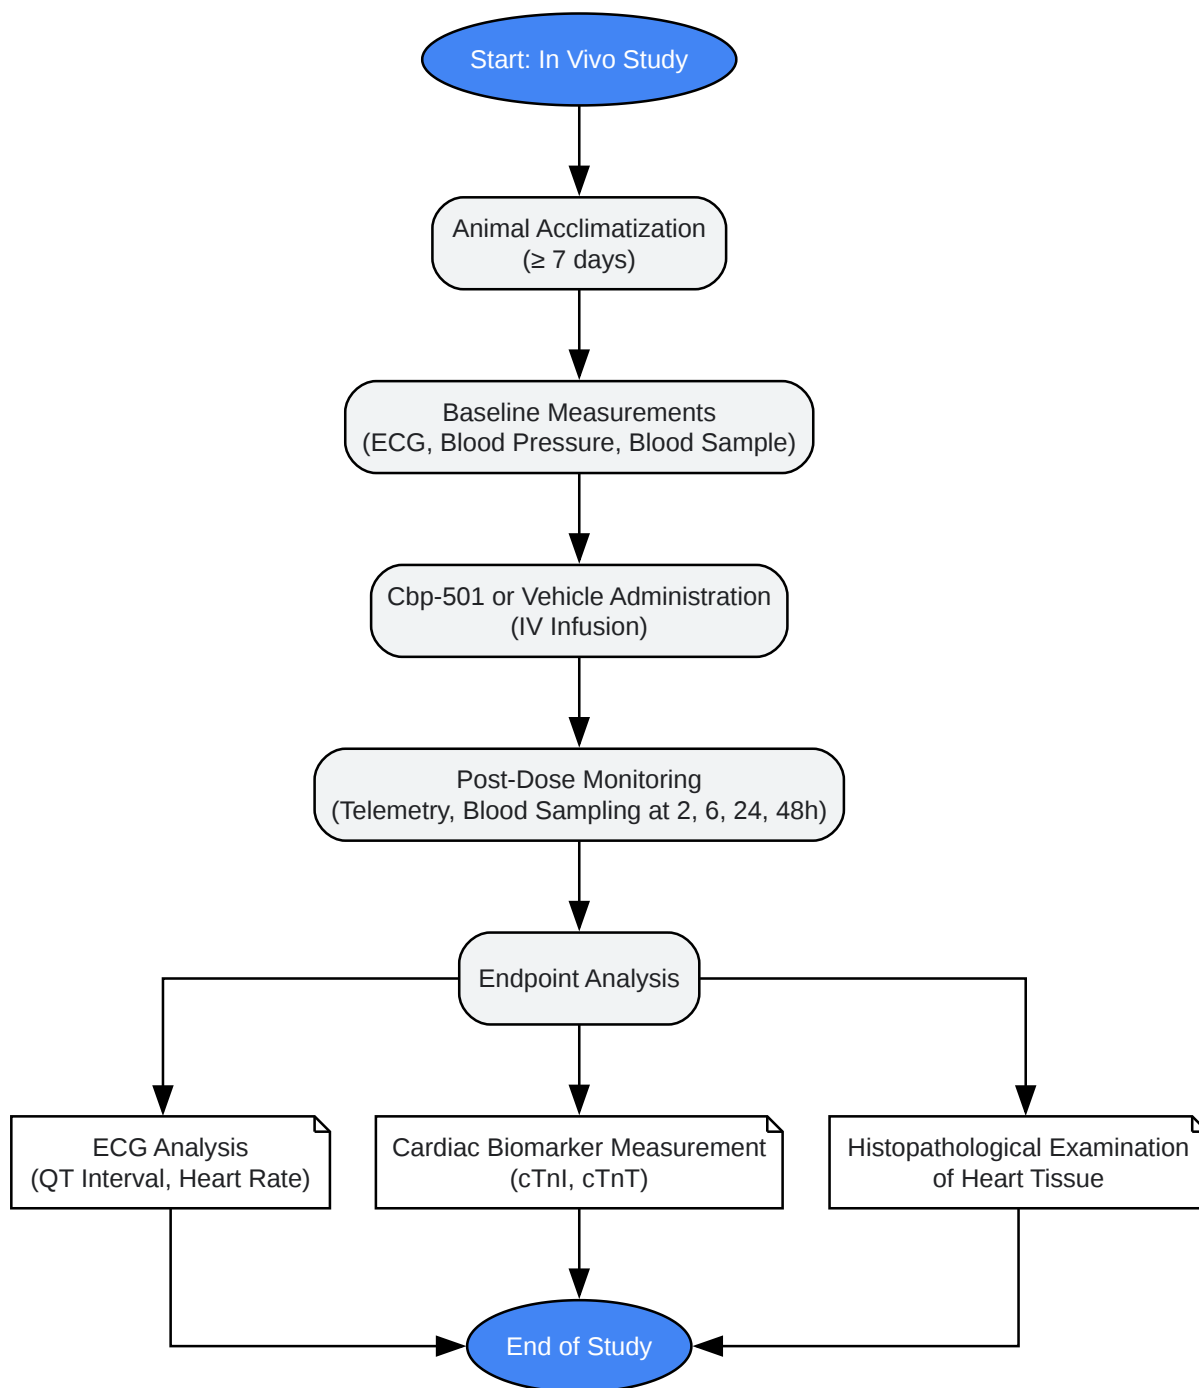 Start: In Vivo Study
Animal Acclimatization
(≥ 7 days)
Baseline Measurements
(ECG, Blood Pressure, Blood Sample)
Cbp-501 or Vehicle Administration
(IV Infusion)
Post-Dose Monitoring
(Telemetry, Blood Sampling at 2, 6, 24, 48h)
Endpoint Analysis
ECG Analysis
(QT Interval, Heart Rate)
Cardiac Biomarker Measurement
(cTnI, cTnT)
Histopathological Examination
of Heart Tissue
End of Study